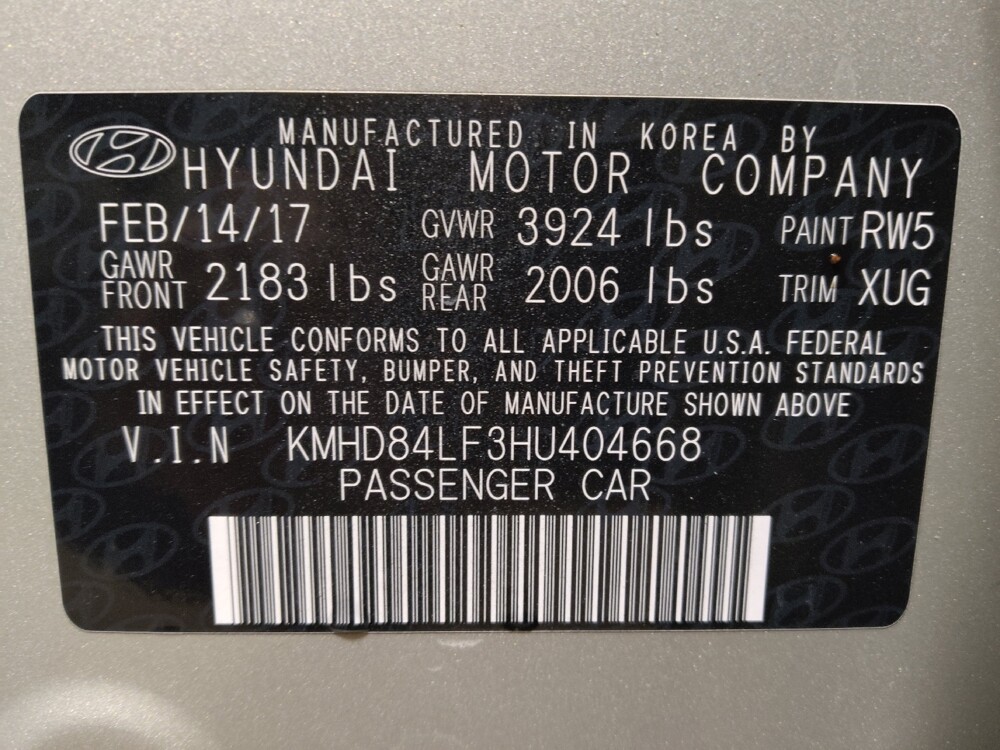 MANUFACTURED IN KOREA BY
HYUNDAI MOTOR COMPANY
FEB/14/17 GVWR 3924 lbs PAINT RW5
GAWR FRONT 2183 lbs GAWR REAR 2006 lbs TRIM XUG
THIS VEHICLE CONFORMS TO ALL APPLICABLE U.S.A. FEDERAL
MOTOR VEHICLE SAFETY, BUMPER, AND THEFT PREVENTION STANDARDS
IN EFFECT ON THE DATE OF MANUFACTURE SHOWN ABOVE
V.I.N KMHD84LF3HU404668
PASSENGER CAR